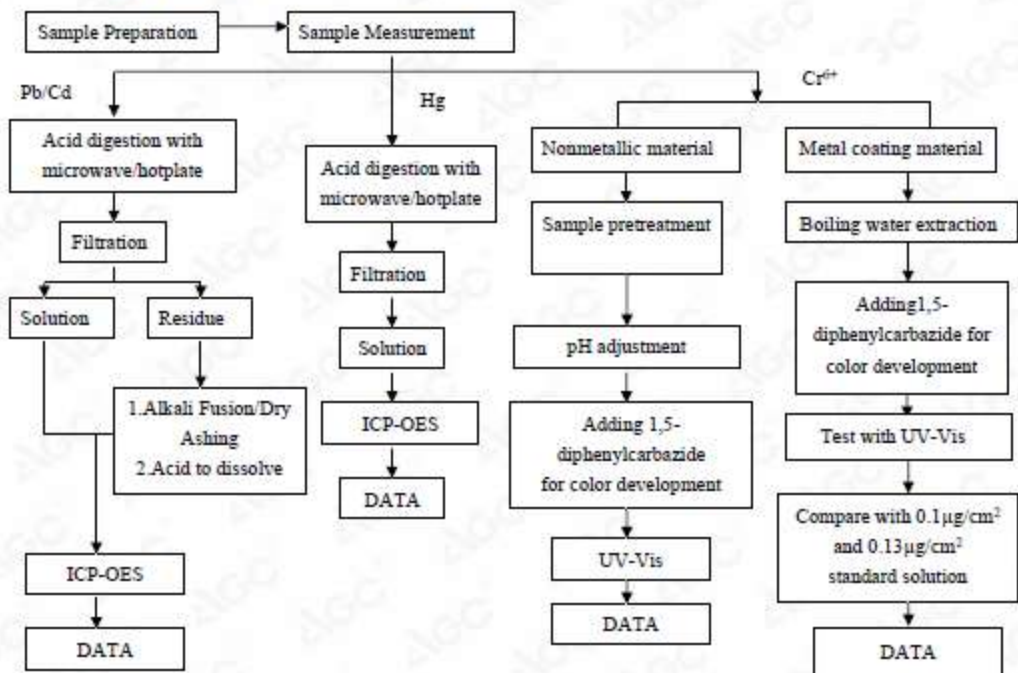 Sample Preparation
Sample Measurement
Pb/Cd
Hg
Cr⁶⁺
Acid digestion with
microwave/hotplate
Filtration
Solution
Residue
1.Alkali Fusion/Dry
Ashing
2.Acid to dissolve
ICP-OES
DATA
Acid digestion with
microwave/hotplate
Filtration
Solution
ICP-OES
DATA
Nonmetallic material
Sample pretreatment
pH adjustment
Adding 1,5-
diphenylcarbazide
for color development
UV-Vis
DATA
Metal coating material
Boiling water extraction
Adding1,5-
diphenylcarbazide for
color development
Test with UV-Vis
Compare with 0.1μg/cm²
and 0.13μg/cm²
standard solution
DATA
AGC